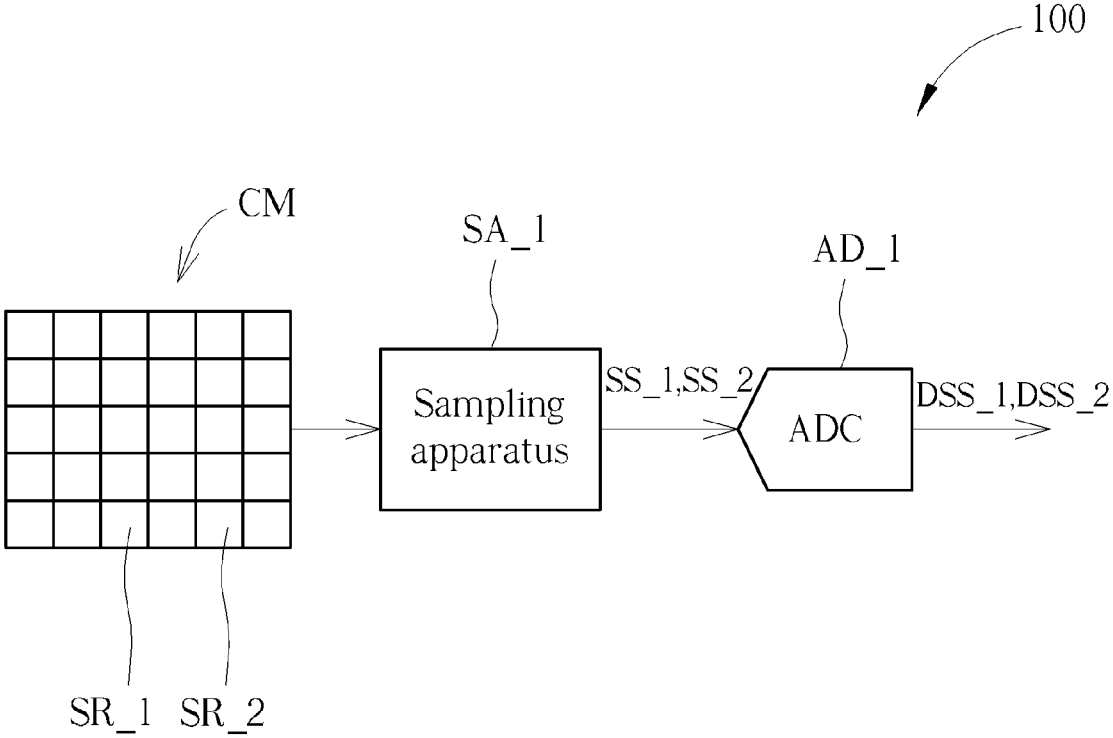 100
CM
SA_1
AD_1
Sampling
apparatus
SS_1,SS_2
ADC
DSS_1,DSS_2
SR_1
SR_2